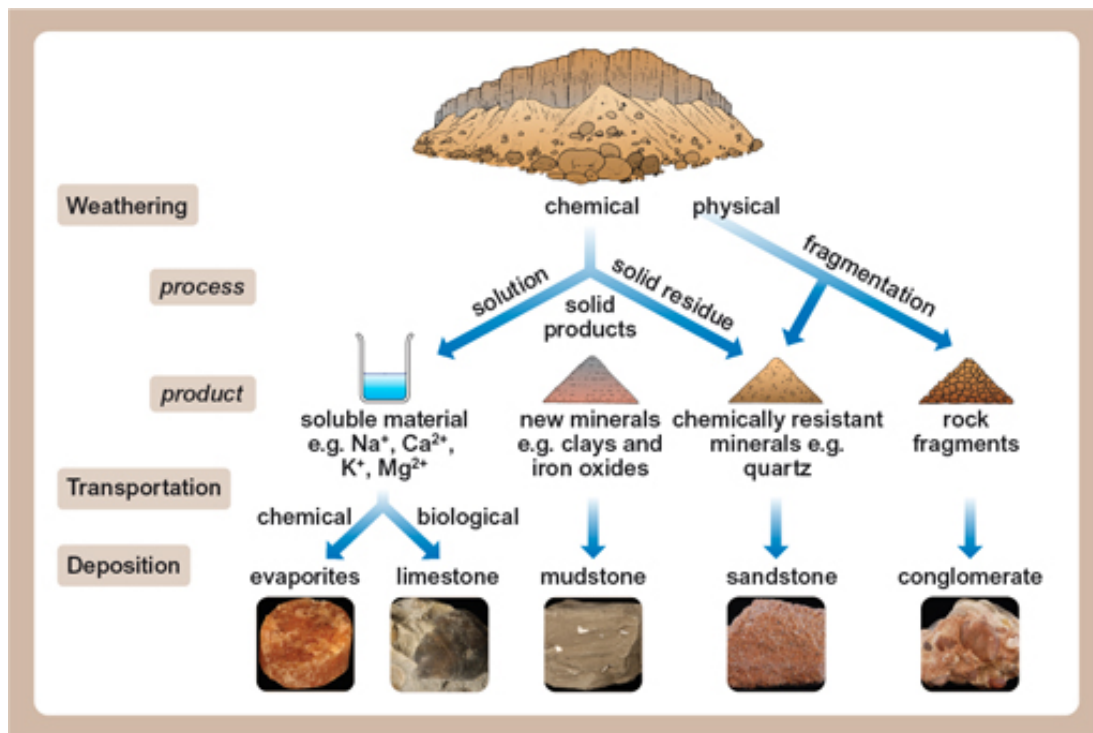 Weathering
chemical
physical
process
solution
solid residue
fragmentation
solid
products
product
soluble material
e.g. Na⁺, Ca²⁺,
K⁺, Mg²⁺
new minerals
e.g. clays and
iron oxides
chemically resistant
minerals e.g.
quartz
rock
fragments
Transportation
chemical
biological
Deposition
evaporites
limestone
mudstone
sandstone
conglomerate